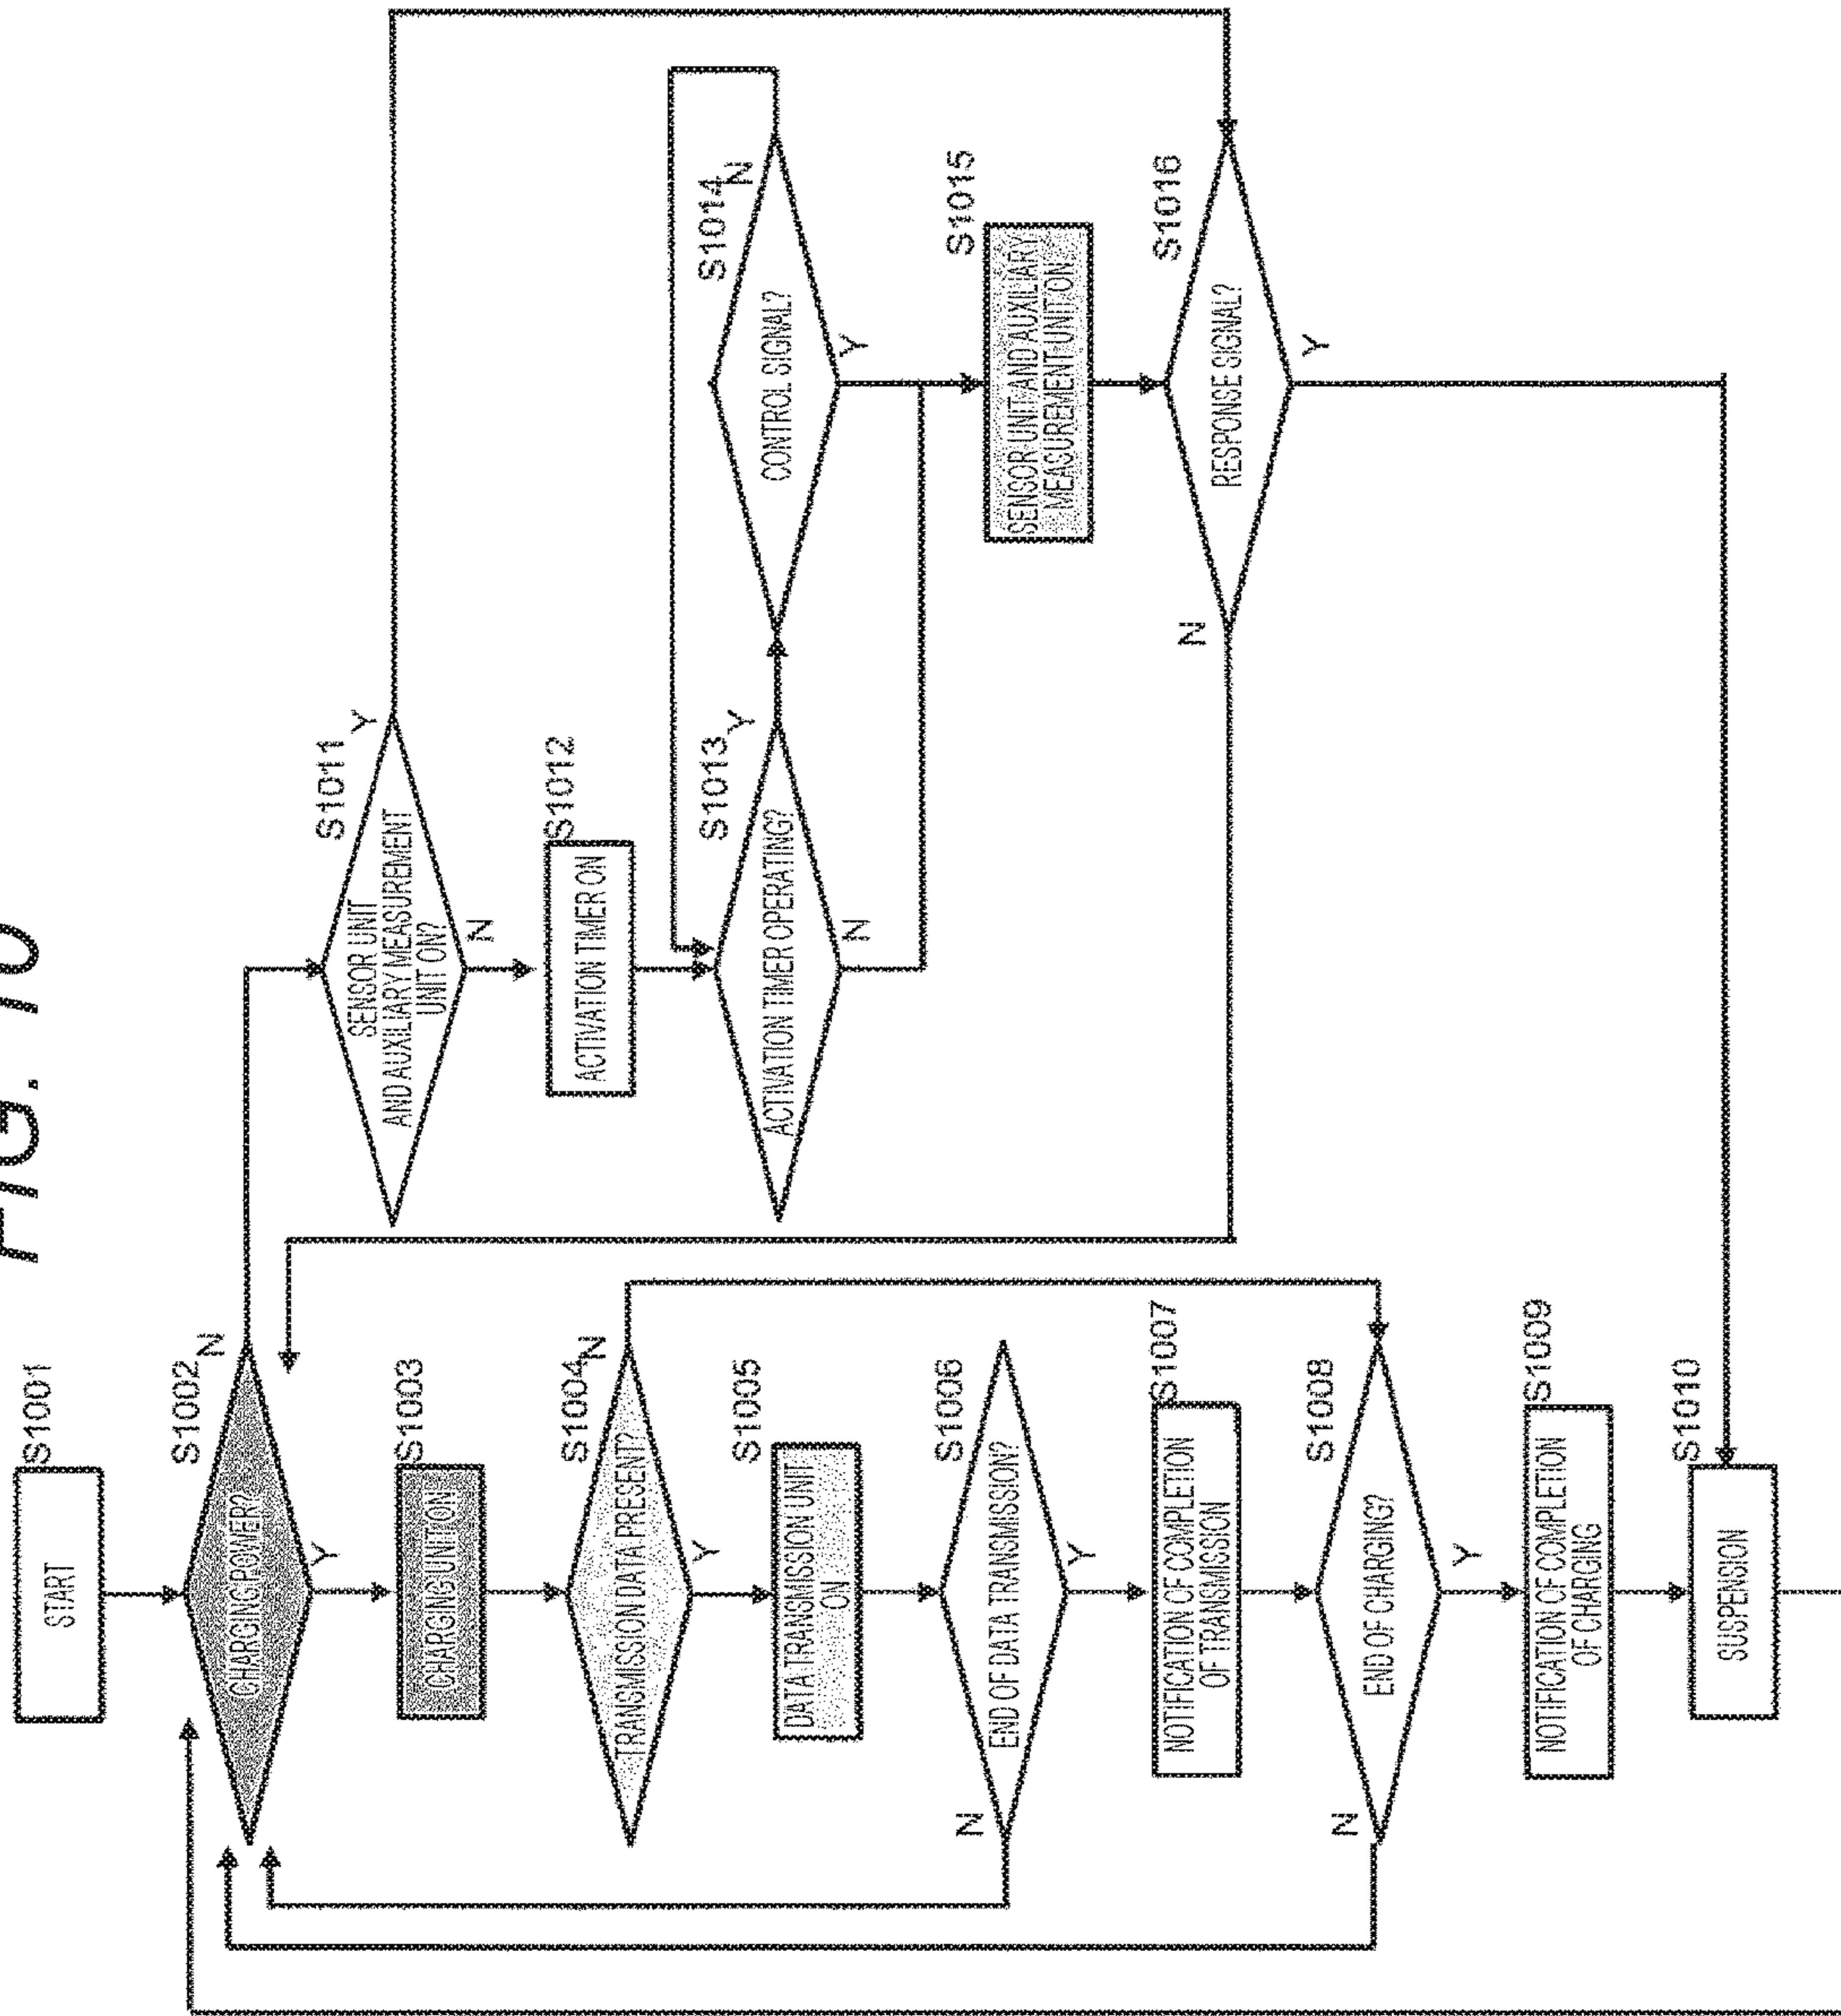 FIG. 10
S1001
START
S1002
CHARGING POWER?
N
Y
S1003
CHARGING UNIT ON
S1004
TRANSMISSION DATA PRESENT?
N
Y
S1005
DATA TRANSMISSION UNIT
ON
S1006
END OF DATA TRANSMISSION?
N
Y
S1007
NOTIFICATION OF COMPLETION
OF TRANSMISSION
S1008
END OF CHARGING?
N
Y
S1009
NOTIFICATION OF COMPLETION
OF CHARGING
S1010
SUSPENSION
S1011
SENSOR UNIT
AND AUXILIARY MEASUREMENT
UNIT ON?
Y
N
S1012
ACTIVATION TIMER ON
S1013
ACTIVATION TIMER OPERATING?
Y
N
S1014
CONTROL SIGNAL?
N
Y
S1015
SENSOR UNIT AND AUXILIARY
MEASUREMENT UNIT ON
S1016
RESPONSE SIGNAL?
N
Y